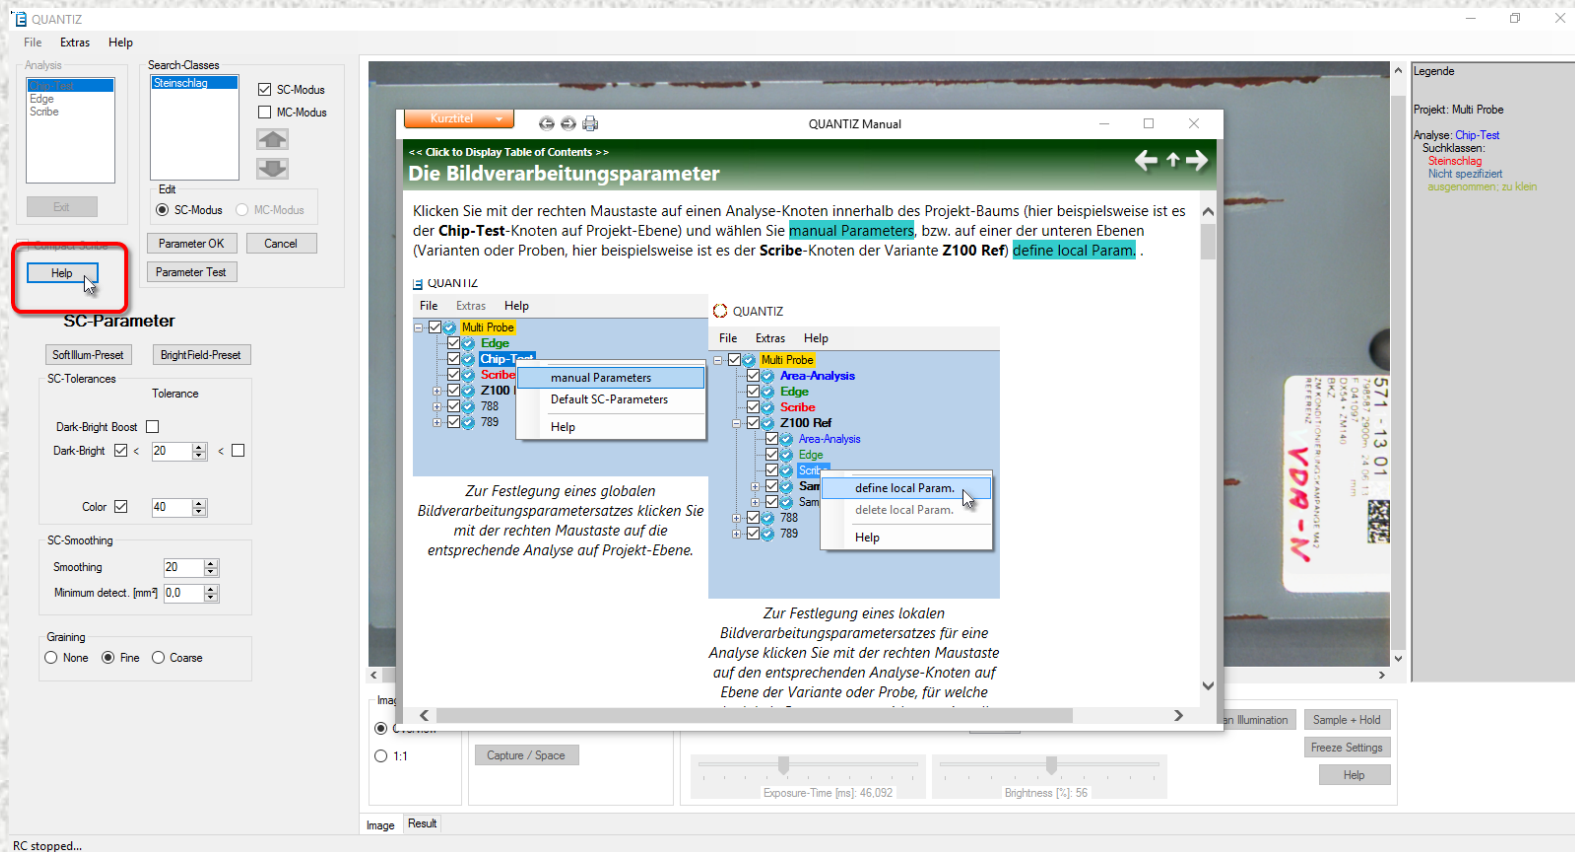 QUANTIZ
File Extras Help
Analysis
Chip-Test
Edge
Scribe
Exit
Search-Classes
Steinschlag
SC-Modus
MC-Modus
Edit
SC-Modus MC-Modus
Parameter OK Cancel
Parameter Test
Help
SC-Parameter
SoftIllum-Preset BrightField-Preset
SC-Tolerances
Tolerance
Dark-Bright Boost
Dark-Bright < 20 <
Color 40
SC-Smoothing
Smoothing 20
Minimum detect. [mm²] 0,0
Graining
None Fine Coarse
Kurztitel
QUANTIZ Manual
<< Click to Display Table of Contents >>
Die Bildverarbeitungsparameter
Klicken Sie mit der rechten Maustaste auf einen Analyse-Knoten innerhalb des Projekt-Baums (hier beispielsweise ist es
der Chip-Test-Knoten auf Projekt-Ebene) und wählen Sie manual Parameters, bzw. auf einer der unteren Ebenen
(Varianten oder Proben, hier beispielsweise ist es der Scribe-Knoten der Variante Z100 Ref) define local Param. .
QUANTIZ
File Extras Help
Multi Probe
Edge
Chip-Test
Scribe
Z100
788
789
manual Parameters
Default SC-Parameters
Help
Zur Festlegung eines globalen
Bildverarbeitungsparametersatzes klicken Sie
mit der rechten Maustaste auf die
entsprechende Analyse auf Projekt-Ebene.
QUANTIZ
File Extras Help
Multi Probe
Area-Analysis
Edge
Scribe
Z100 Ref
Area-Analysis
Edge
Scribe
Sam
Sam
788
789
define local Param.
delete local Param.
Help
Zur Festlegung eines lokalen
Bildverarbeitungsparametersatzes für eine
Analyse klicken Sie mit der rechten Maustaste
auf den entsprechenden Analyse-Knoten auf
Ebene der Variante oder Probe, für welche
571 - 13 01
VDA - N
Legende
Projekt: Multi Probe
Analyse: Chip-Test
Suchklassen:
Steinschlag
Nicht spezifiziert
ausgenommen; zu klein
1:1
Capture / Space
Exposure-Time [ms]: 46,092
Brightness [%]: 56
Illumination
Sample + Hold
Freeze Settings
Help
Image Result
RC stopped...